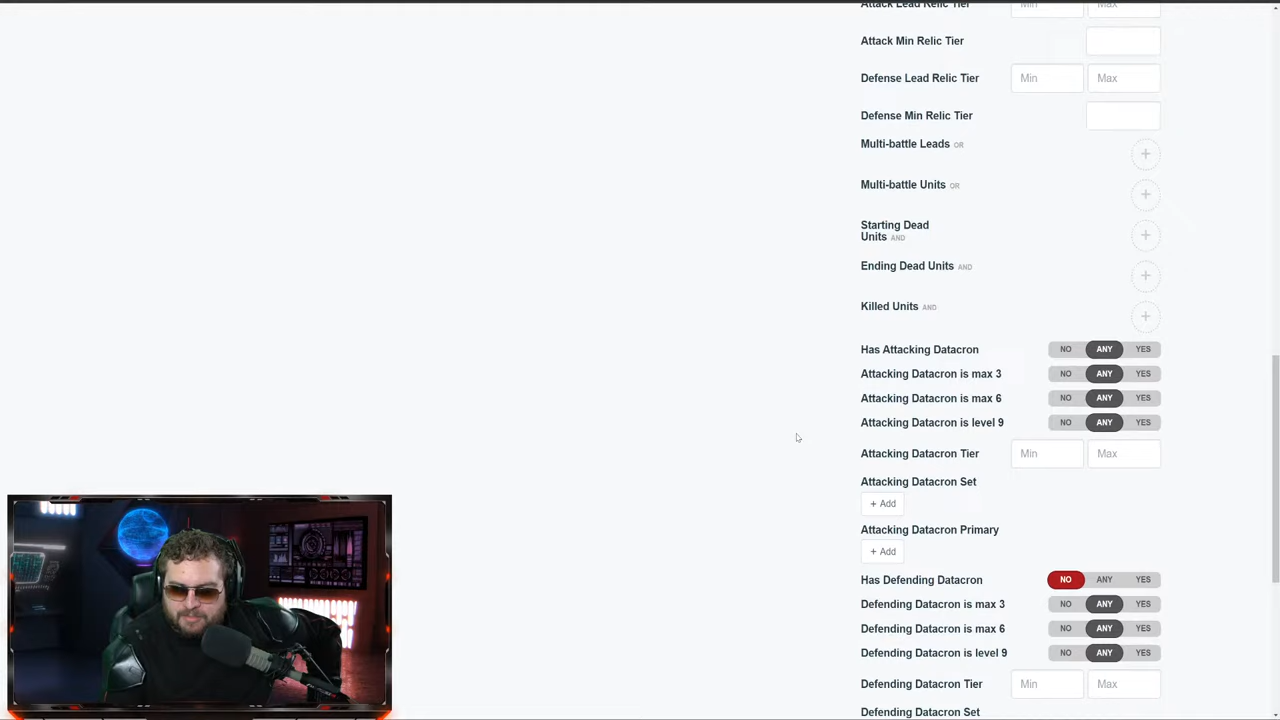 Attack Lead Relic Tier Min Max
Attack Min Relic Tier
Defense Lead Relic Tier Min Max
Defense Min Relic Tier
Multi-battle Leads OR
Multi-battle Units OR
Starting Dead
Units AND
Ending Dead Units AND
Killed Units AND
Has Attacking Datacron NO ANY YES
Attacking Datacron is max 3 NO ANY YES
Attacking Datacron is max 6 NO ANY YES
Attacking Datacron is level 9 NO ANY YES
Attacking Datacron Tier Min Max
Attacking Datacron Set
+ Add
Attacking Datacron Primary
+ Add
Has Defending Datacron NO ANY YES
Defending Datacron is max 3 NO ANY YES
Defending Datacron is max 6 NO ANY YES
Defending Datacron is level 9 NO ANY YES
Defending Datacron Tier Min Max
Defending Datacron Set